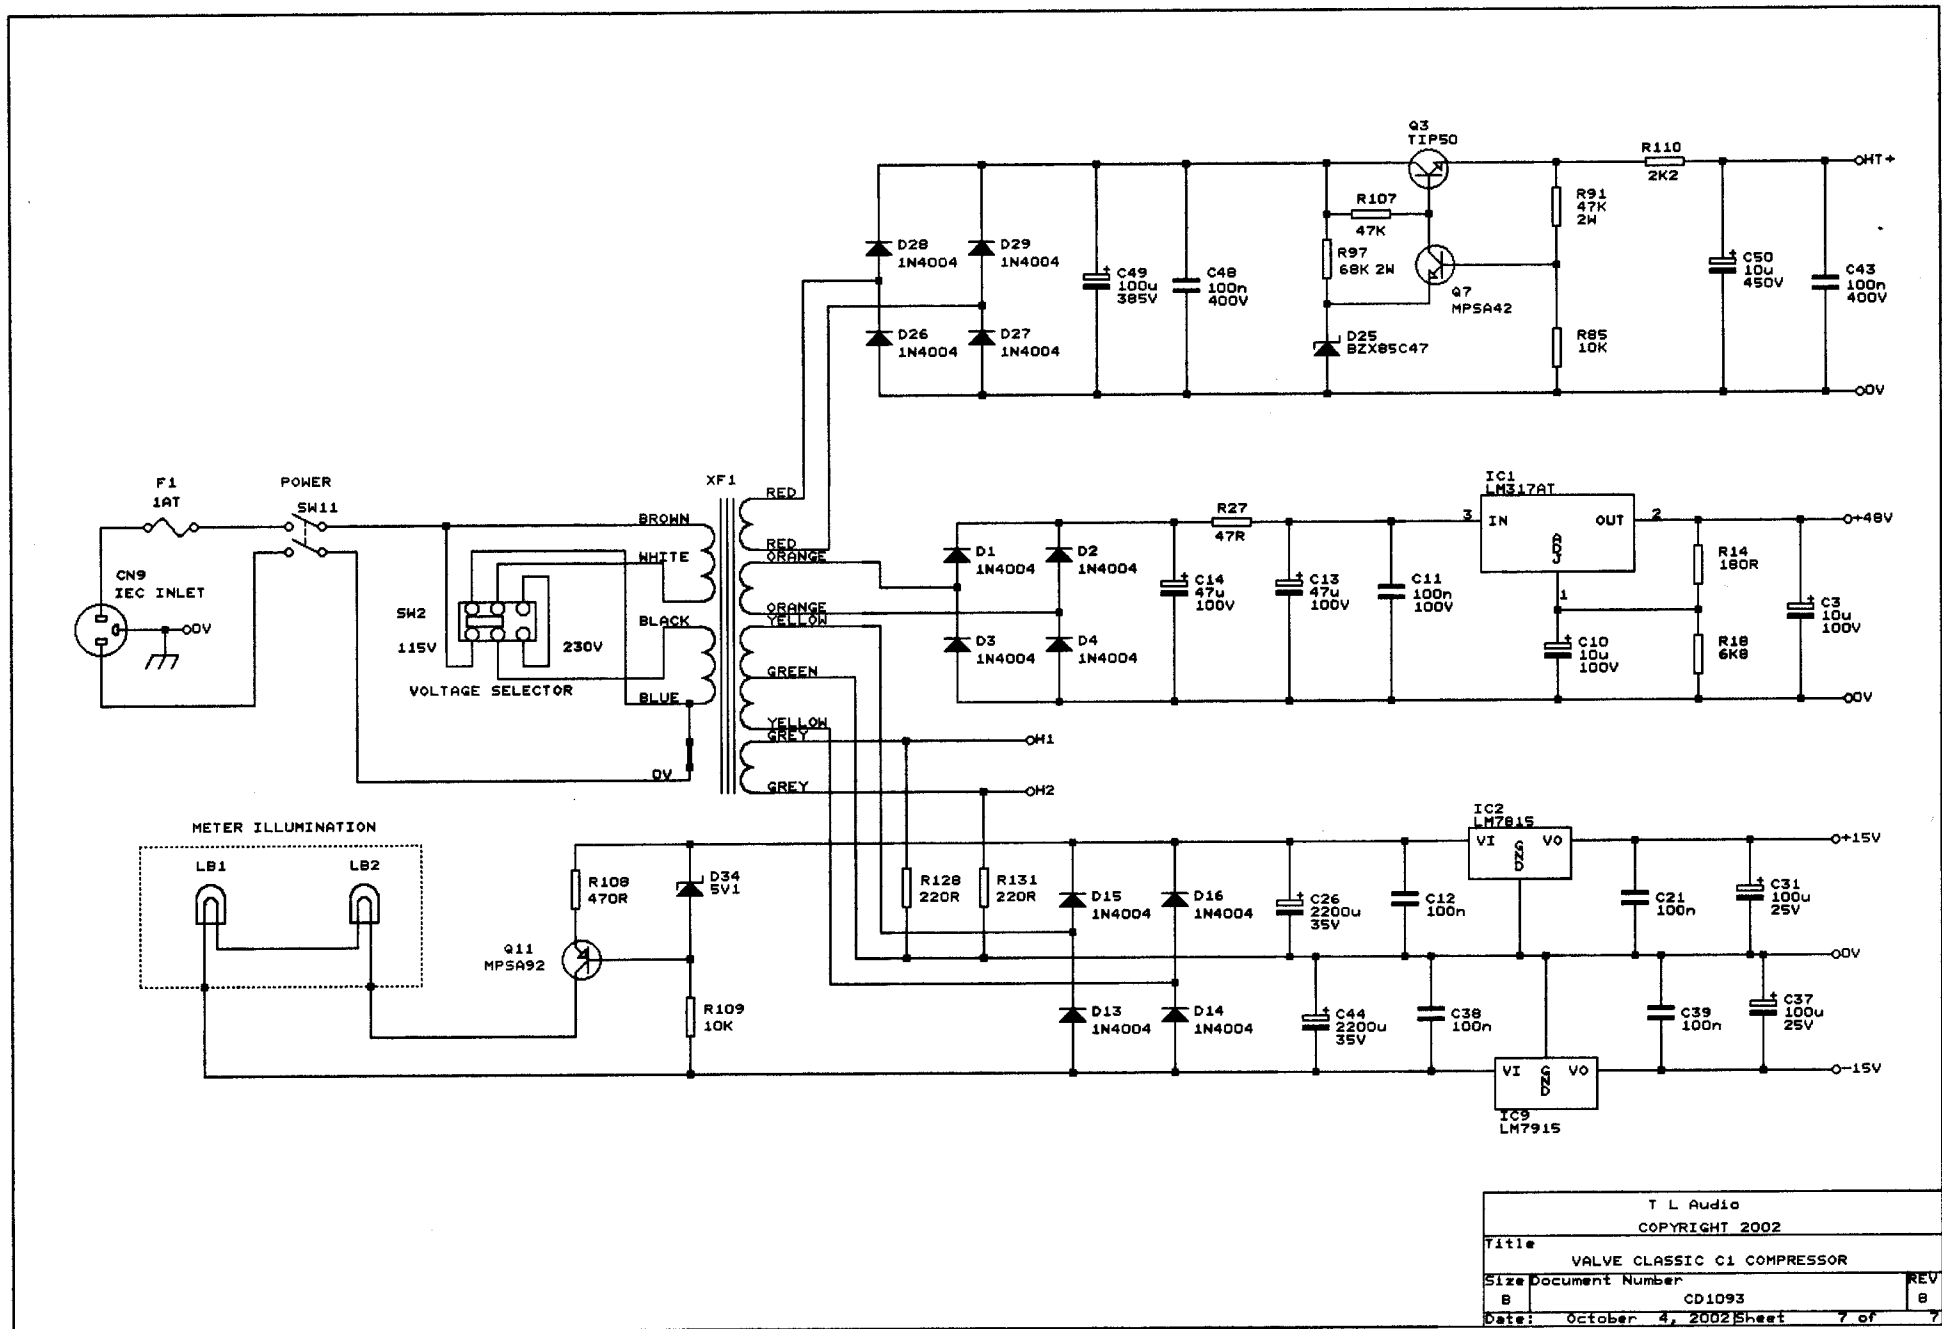 Q3
TIP50
R110
2K2
HT+
R91
47K
2W
R107
47K
D28
1N4004
D29
1N4004
R97
68K 2W
C49
100u
385V
C48
100n
400V
Q7
MPSA42
C50
10u
450V
C43
100n
400V
D26
1N4004
D27
1N4004
D25
BZX85C47
R85
10K
0V
F1
1AT
POWER
SW11
XF1
RED
RED
BROWN
WHITE
ORANGE
ORANGE
BLACK
YELLOW
GREEN
BLUE
YELLOW
GREY
0V
GREY
CN9
IEC INLET
0V
SW2
115V
230V
VOLTAGE SELECTOR
IC1
LM317AT
3 IN
OUT 2
ADJ
1
+48V
R27
47R
D1
1N4004
D2
1N4004
C14
47u
100V
C13
47u
100V
C11
100n
100V
R14
180R
C3
10u
100V
D3
1N4004
D4
1N4004
C10
10u
100V
R18
6K8
0V
H1
H2
METER ILLUMINATION
LB1
LB2
R108
470R
D34
5V1
Q11
MPSA92
R109
10K
R128
220R
R131
220R
D15
1N4004
D16
1N4004
C26
2200u
35V
C12
100n
IC2
LM7815
VI
GND
VO
+15V
C21
100n
C31
100u
25V
0V
D13
1N4004
D14
1N4004
C44
2200u
35V
C38
100n
C39
100n
C37
100u
25V
VI
GND
VO
-15V
IC9
LM7915
T L Audio
COPYRIGHT 2002
Title
VALVE CLASSIC C1 COMPRESSOR
Size Document Number REV
B CD1093 B
Date: October 4, 2002 Sheet 7 of 7